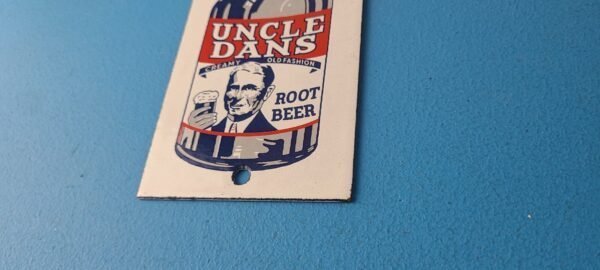 UNCLE
DANS
CREAMY OLD FASHION
ROOT
BEER